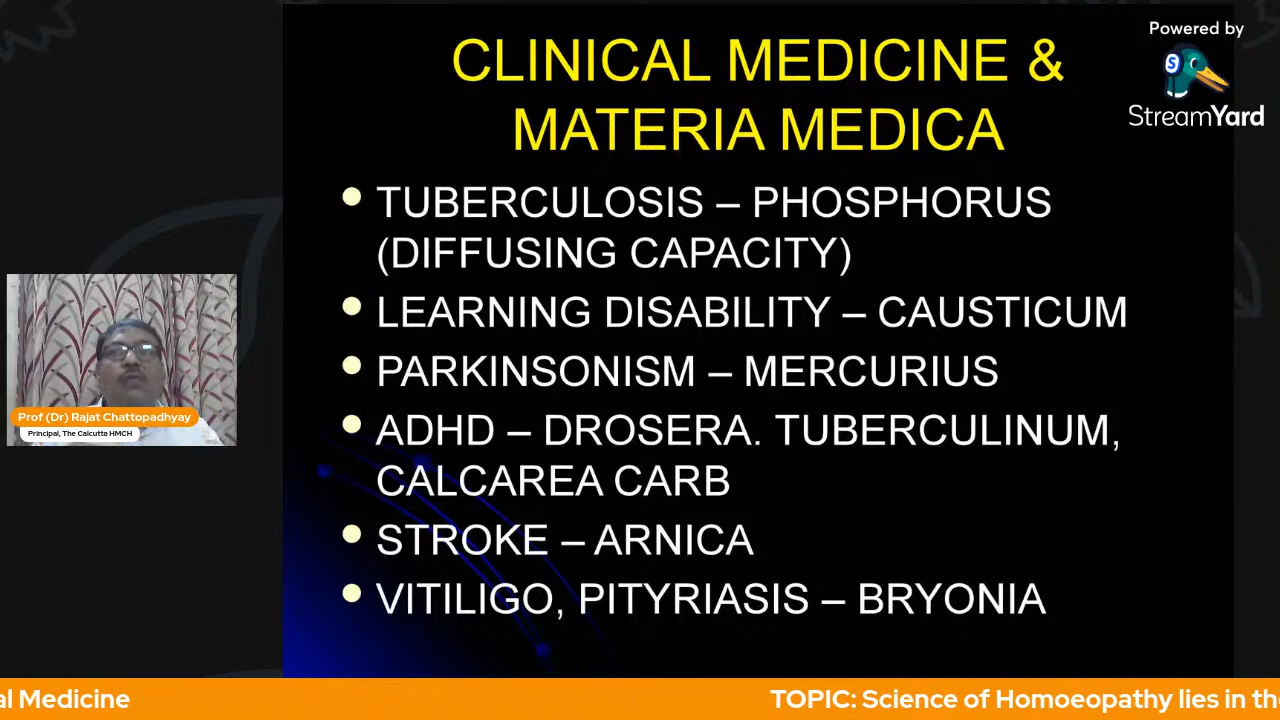 Powered by
StreamYard
CLINICAL MEDICINE &
MATERIA MEDICA
• TUBERCULOSIS – PHOSPHORUS
(DIFFUSING CAPACITY)
• LEARNING DISABILITY – CAUSTICUM
• PARKINSONISM – MERCURIUS
• ADHD – DROSERA. TUBERCULINUM,
CALCAREA CARB
• STROKE – ARNICA
• VITILIGO, PITYRIASIS – BRYONIA
Prof (Dr) Rajat Chattopadhyay
Principal, The Calcutta HMCH
al Medicine
TOPIC: Science of Homoeopathy lies in the